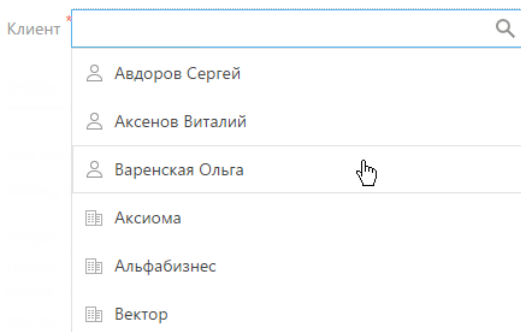 Клиент *
Авдоров Сергей
Аксенов Виталий
Варенская Ольга
Аксиома
Альфабизнес
Вектор